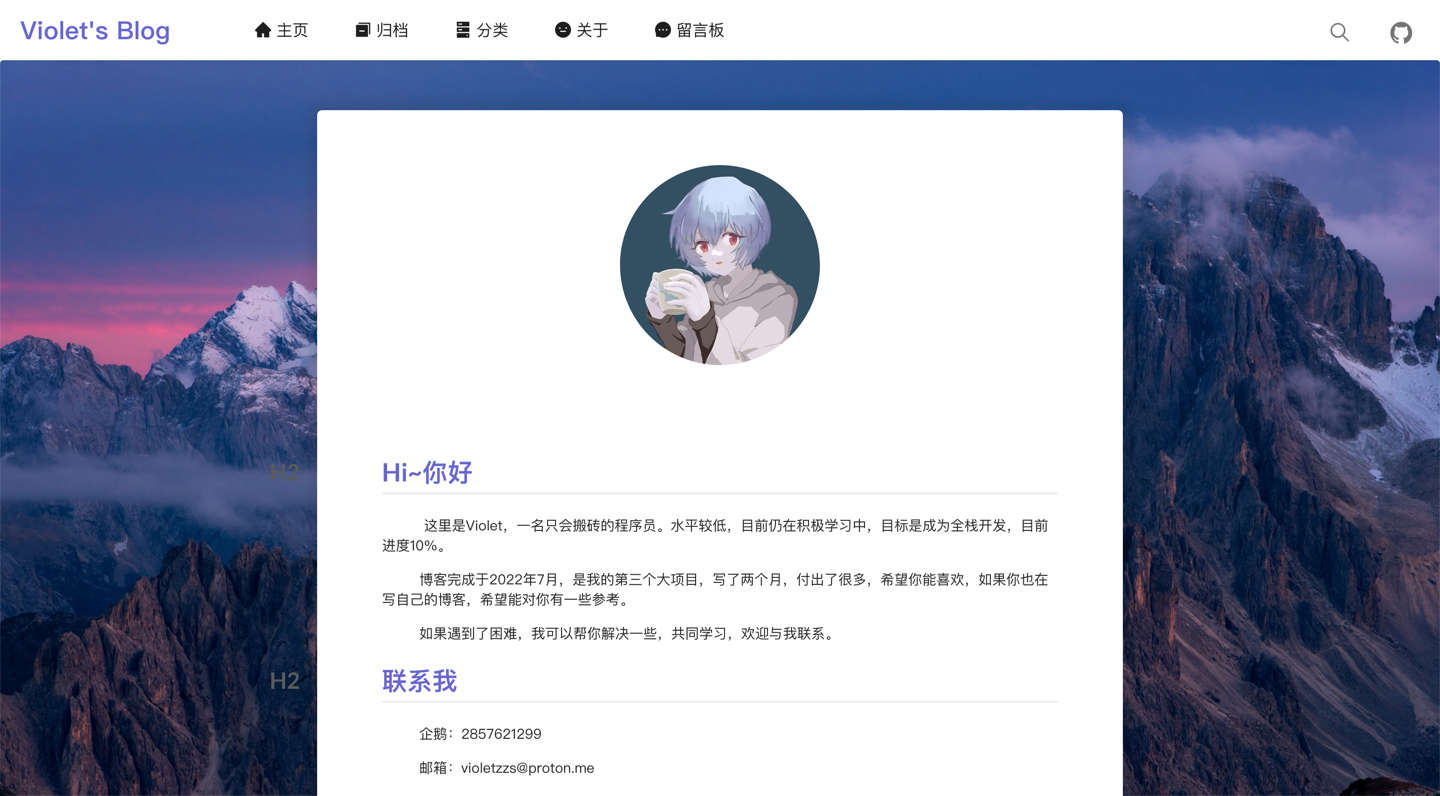 Violet's Blog
主页
归档
分类
关于
留言板
H2
Hi~你好
这里是Violet，一名只会搬砖的程序员。水平较低，目前仍在积极学习中，目标是成为全栈开发，目前
进度10%。
博客完成于2022年7月，是我的第三个大项目，写了两个月，付出了很多，希望你能喜欢，如果你也在
写自己的博客，希望能对你有一些参考。
如果遇到了困难，我可以帮你解决一些，共同学习，欢迎与我联系。
H2
联系我
企鹅：2857621299
邮箱：violetzzs@proton.me